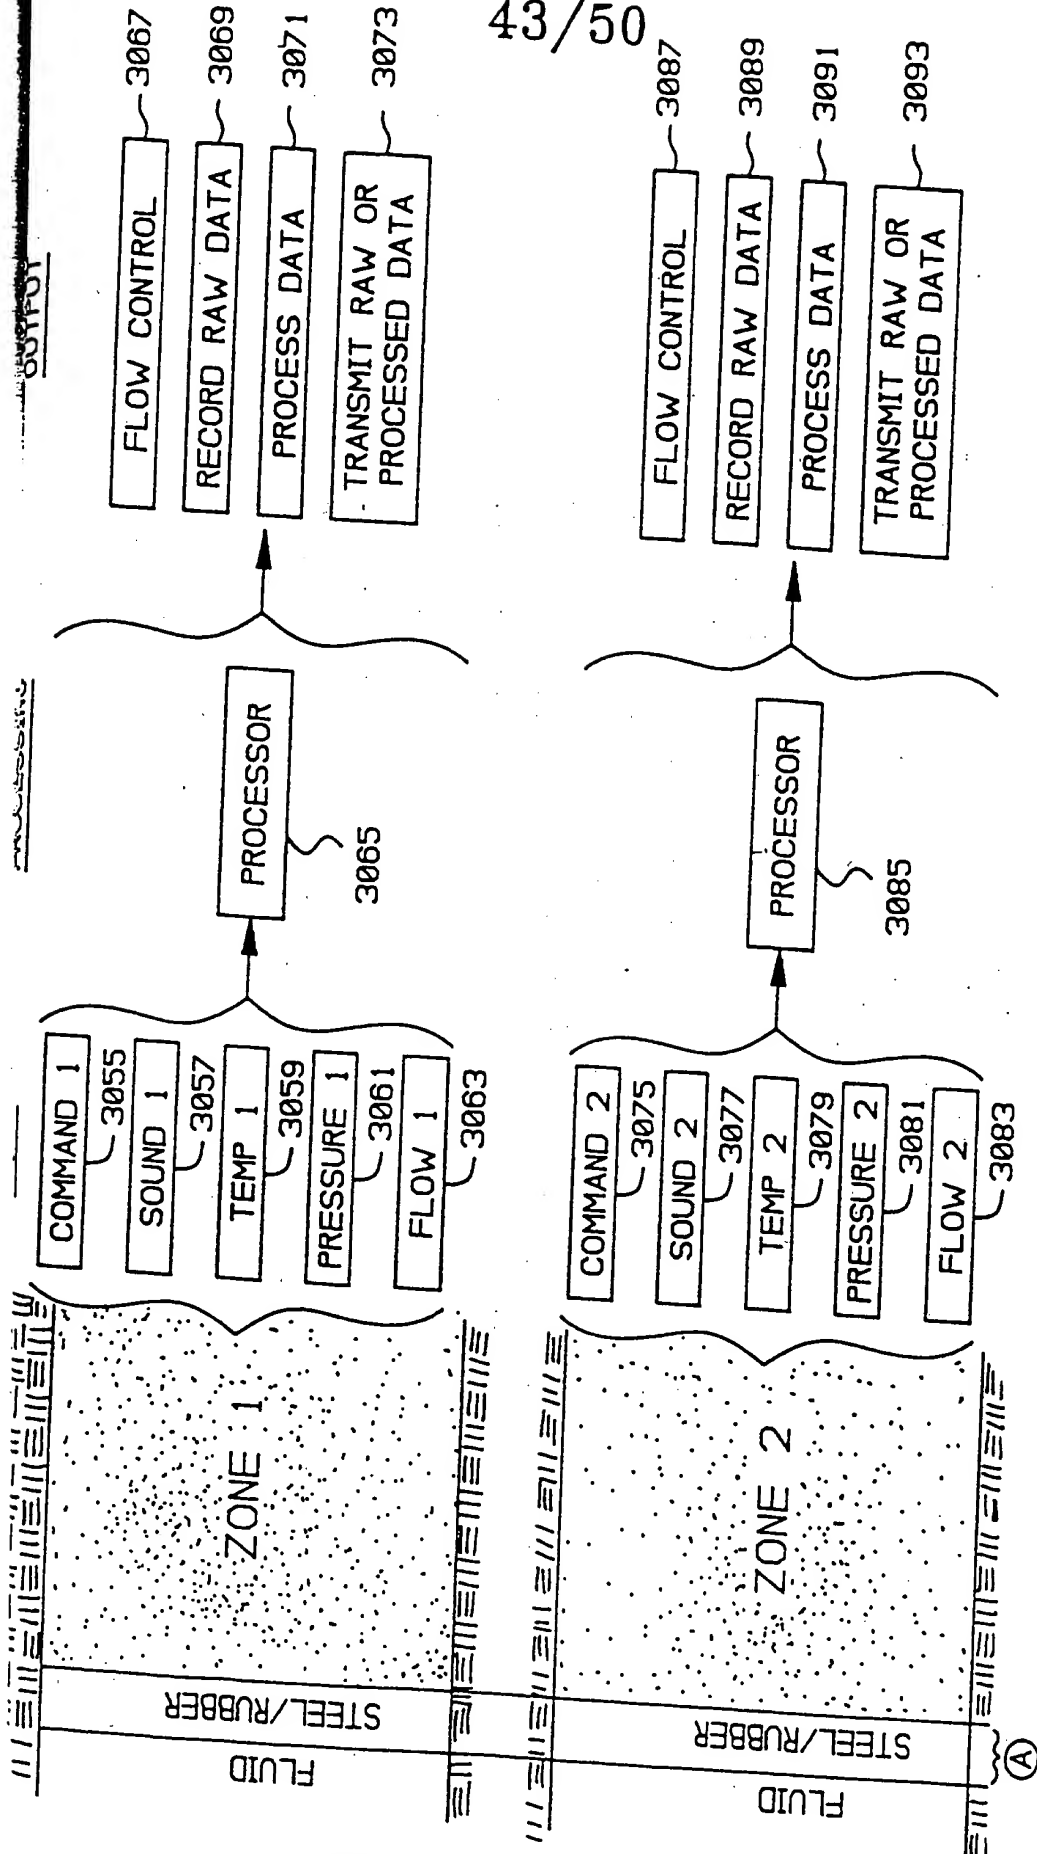 43/50
OUTPUT
FLOW CONTROL
3067
RECORD RAW DATA
3069
PROCESS DATA
3071
TRANSMIT RAW OR
PROCESSED DATA
3073
PROCESSOR
3065
COMMAND 1
3055
SOUND 1
3057
TEMP 1
3059
PRESSURE 1
3061
FLOW 1
3063
ZONE 1
STEEL/RUBBER
FLUID
FLOW CONTROL
3087
RECORD RAW DATA
3089
PROCESS DATA
3091
TRANSMIT RAW OR
PROCESSED DATA
3093
PROCESSOR
3085
COMMAND 2
3075
SOUND 2
3077
TEMP 2
3079
PRESSURE 2
3081
FLOW 2
3083
ZONE 2
STEEL/RUBBER
FLUID
A